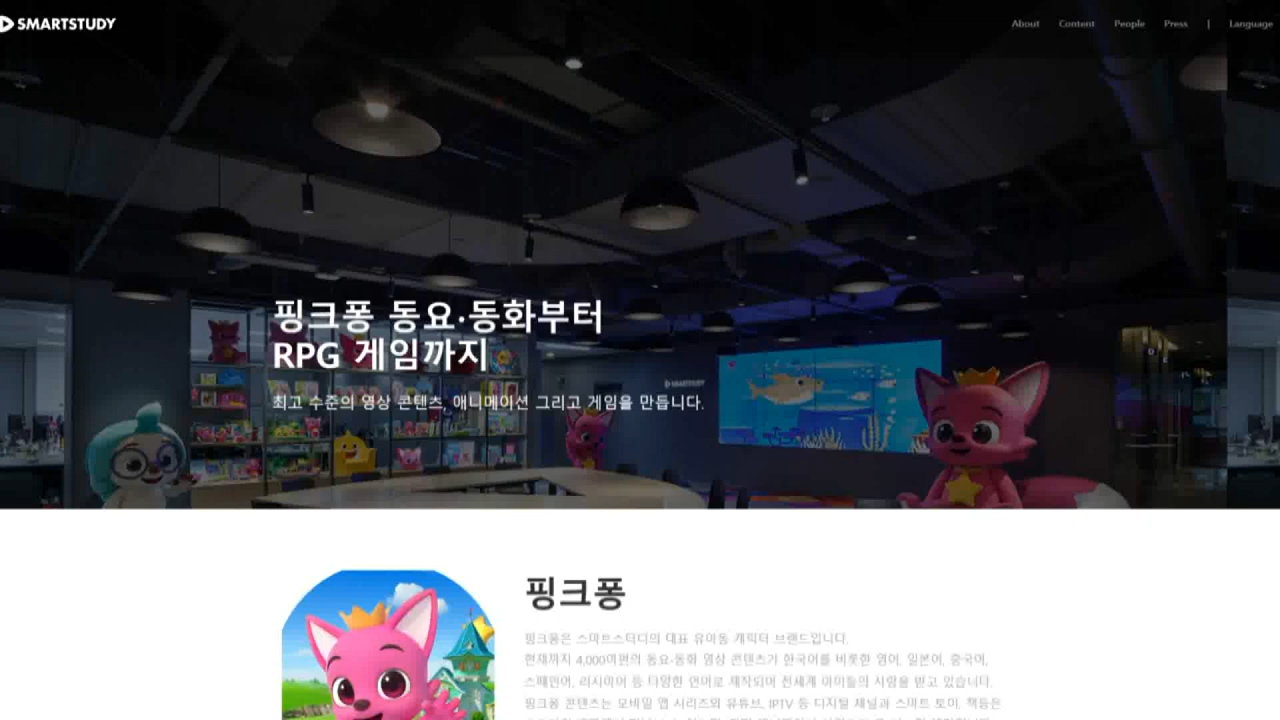 SMARTSTUDY
About Content People Press | Language
핑크퐁 동요·동화부터
RPG 게임까지
SMARTSTUDY
최고 수준의 영상 콘텐츠, 애니메이션 그리고 게임을 만듭니다.
핑크퐁
핑크퐁은 스마트스터디의 대표 유아동 캐릭터 브랜드입니다.
현재까지 4,000여편의 동요·동화 영상 콘텐츠가 한국어를 비롯한 영어, 일본어, 중국어,
스페인어, 러시아어 등 다양한 언어로 제작되어 전세계 아이들의 사랑을 받고 있습니다.
핑크퐁 콘텐츠는 모바일 앱 시리즈와 유튜브, IPTV 등 디지털 채널과 스마트 토이, 책등은